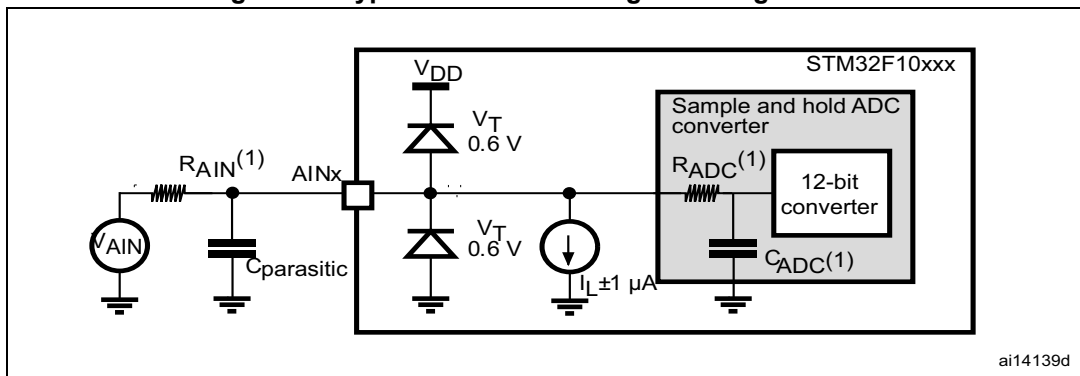 STM32F10xxx
VDD
Sample and hold ADC
converter
VT
0.6 V
RAIN(1)
AINx
RADC(1)
12-bit
converter
VAIN
Cparasitic
VT
0.6 V
IL±1 µA
CADC(1)
ai14139d